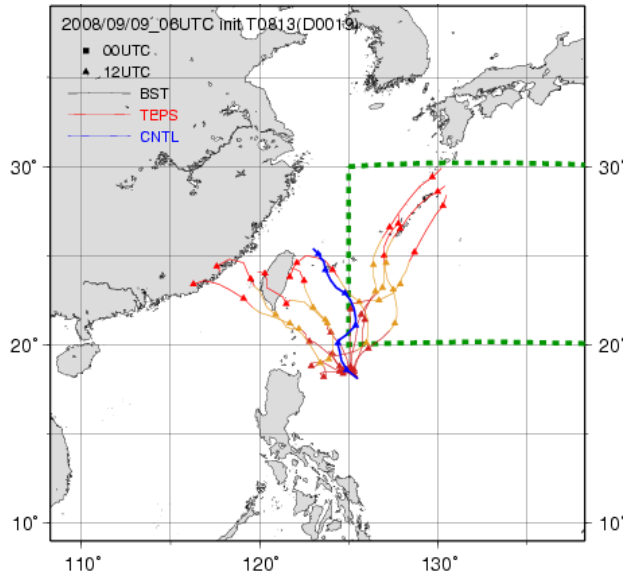 2008/09/09_06UTC init T0813(D0019)
00UTC
12UTC
BST
TEPS
CNTL
30° 30°
20° 20°
10° 10°
110° 120° 130°